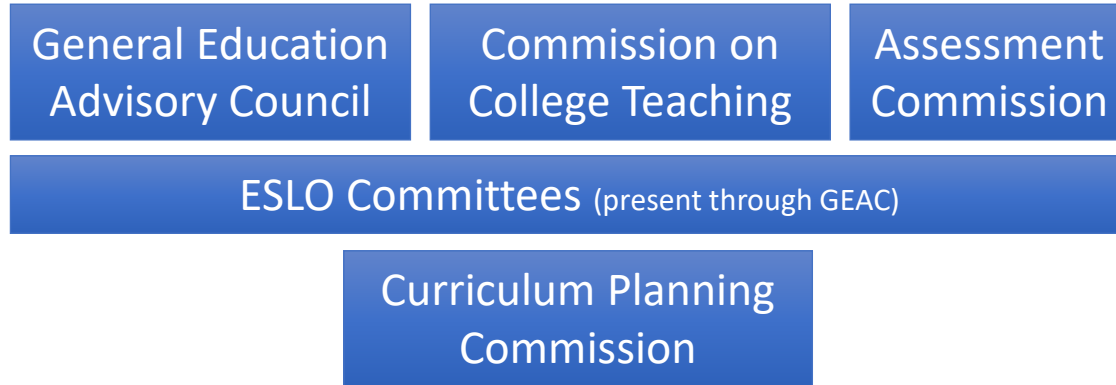 General Education
Advisory Council
Commission on
College Teaching
Assessment
Commission
ESLO Committees (present through GEAC)
Curriculum Planning
Commission